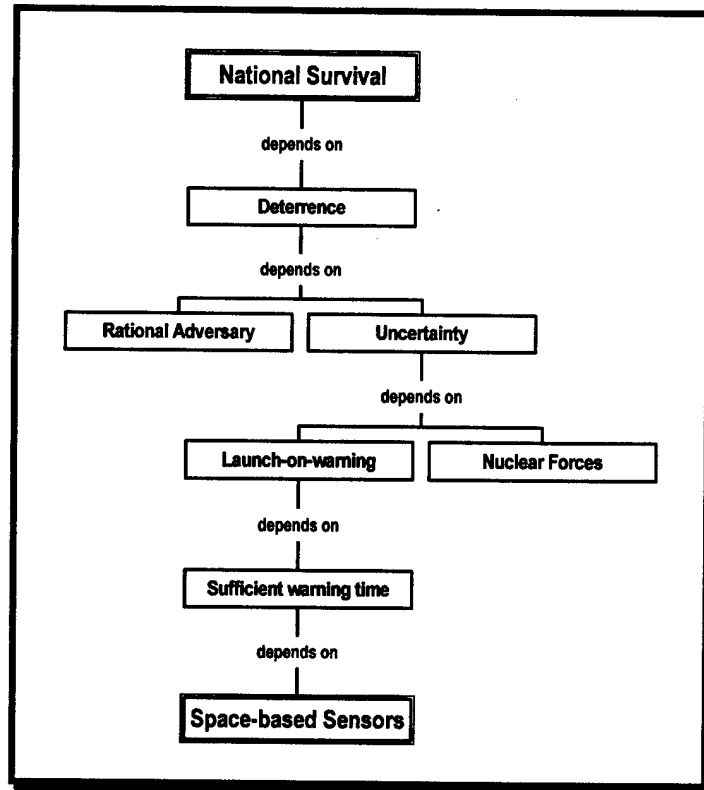 National Survival
depends on
Deterrence
depends on
Rational Adversary
Uncertainty
depends on
Launch-on-warning
Nuclear Forces
depends on
Sufficient warning time
depends on
Space-based Sensors